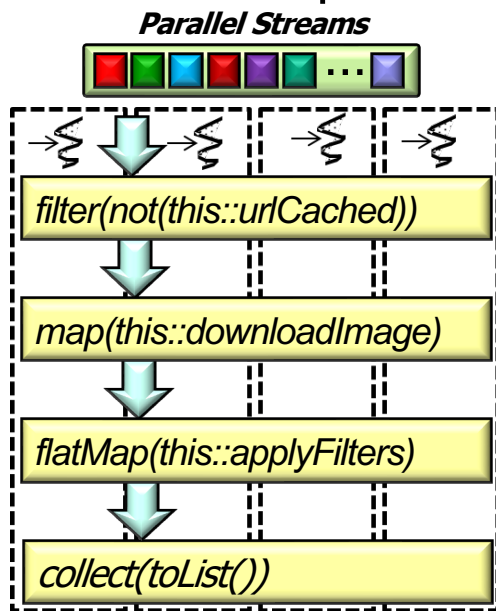 Parallel Streams
...
filter(not(this::urlCached))
map(this::downloadImage)
flatMap(this::applyFilters)
collect(toList())